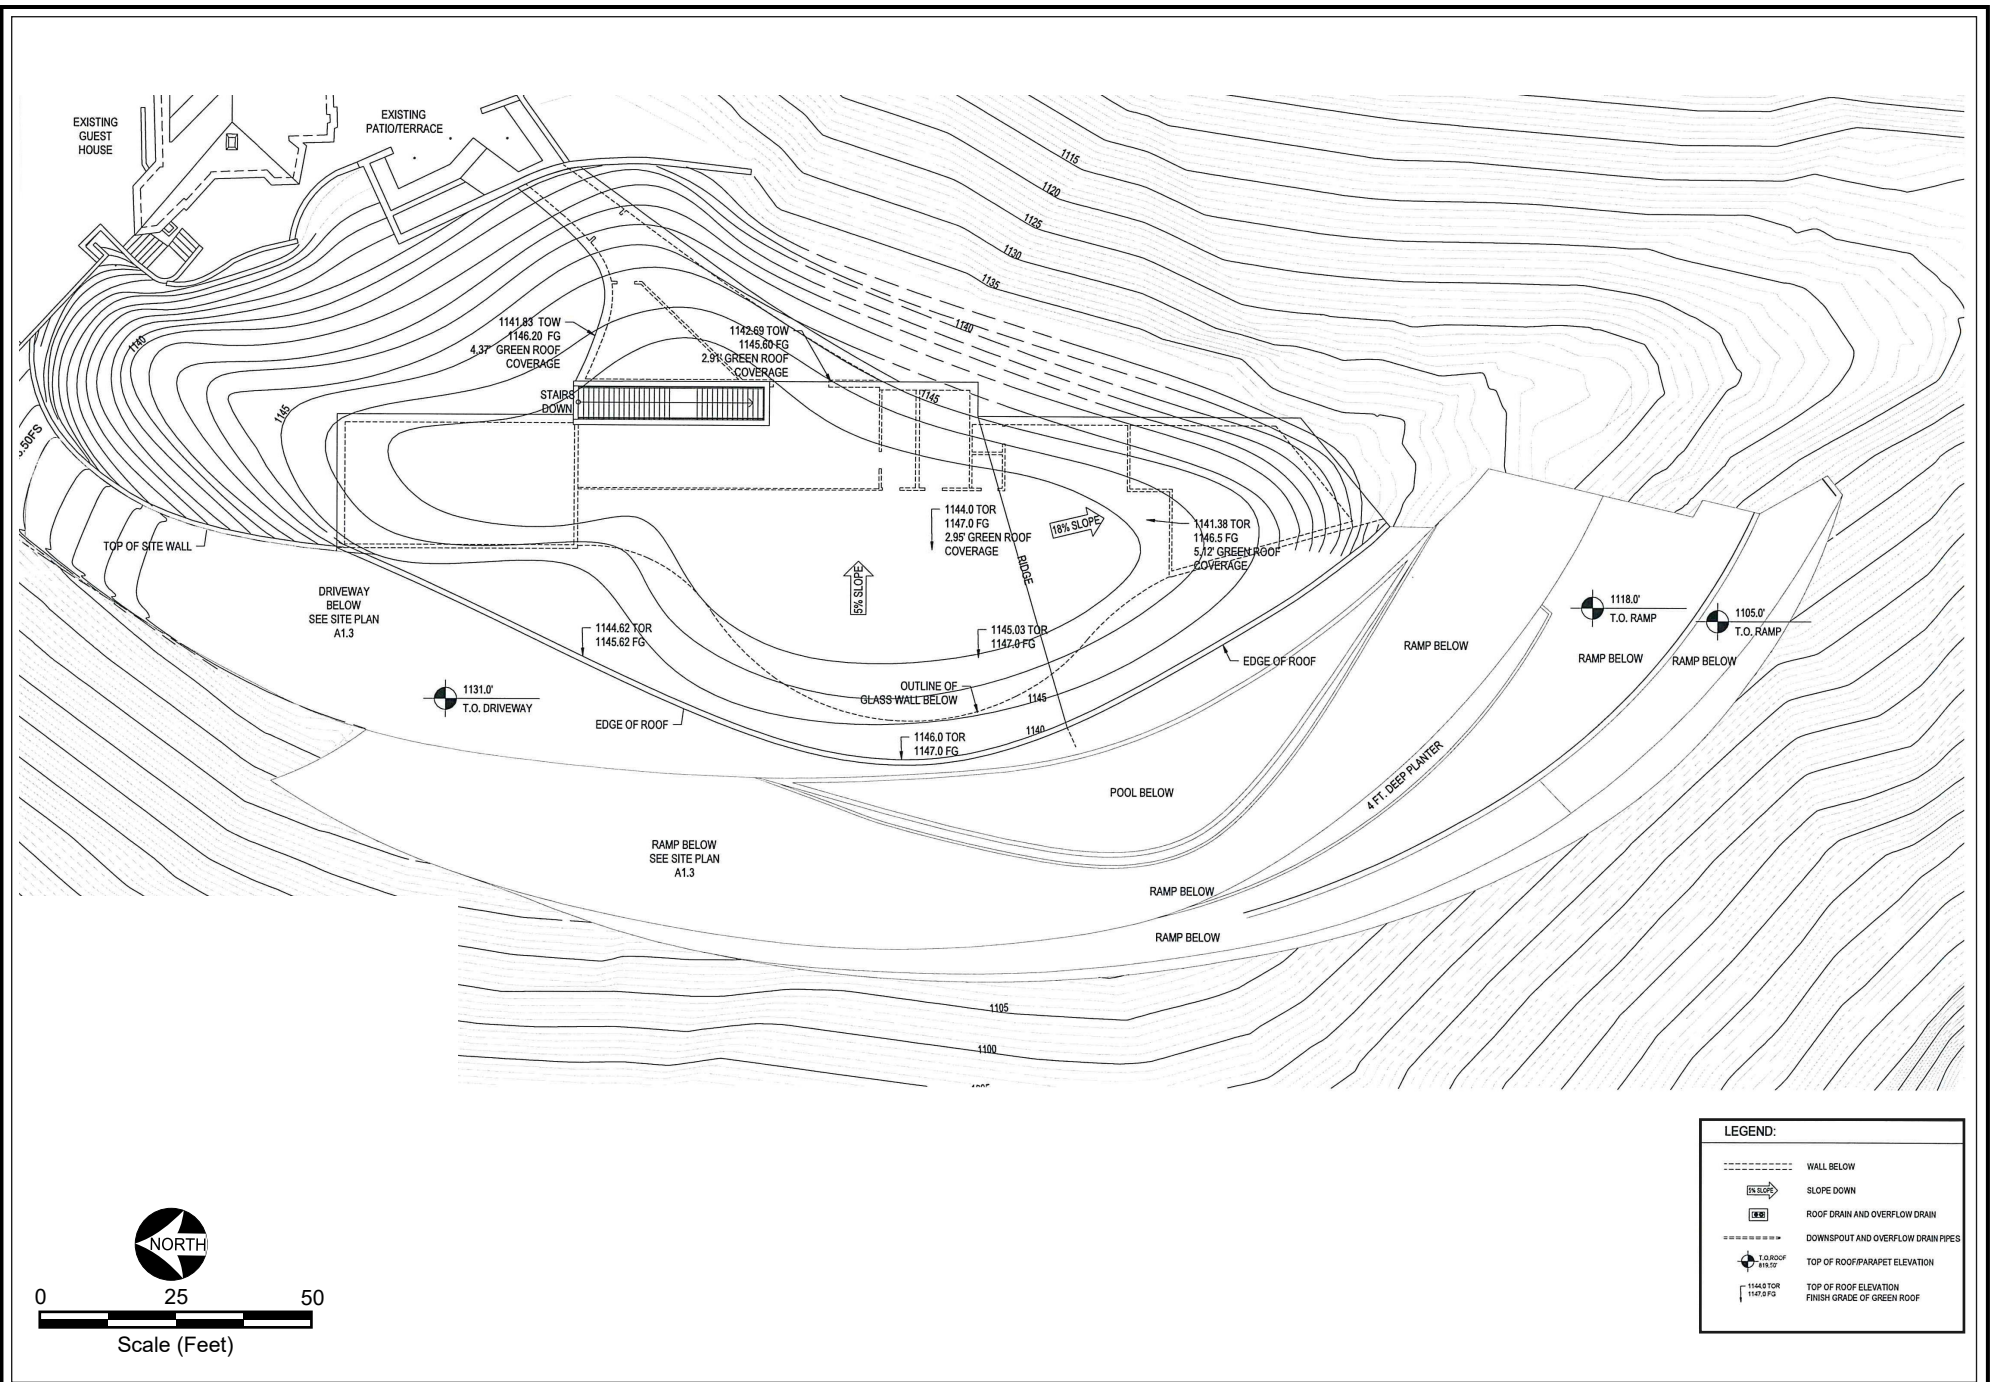 EXISTING
GUEST
HOUSE
EXISTING
PATIO/TERRACE
1115
1120
1125
1130
1135
1140
1140
1141.83 TOW
1146.20 FG
4.37' GREEN ROOF
COVERAGE
1142.69 TOW
1145.60 FG
2.91' GREEN ROOF
COVERAGE
STAIRS
DOWN
1145
1145
.50FS
TOP OF SITE WALL
1144.0 TOR
1147.0 FG
2.95' GREEN ROOF
COVERAGE
18% SLOPE
1141.38 TOR
1146.5 FG
5.12' GREEN ROOF
COVERAGE
RIDGE
5% SLOPE
DRIVEWAY
BELOW
SEE SITE PLAN
A1.3
1144.62 TOR
1145.62 FG
1145.03 TOR
1147.0 FG
1118.0'
T.O. RAMP
1105.0'
T.O. RAMP
RAMP BELOW
RAMP BELOW
RAMP BELOW
EDGE OF ROOF
1131.0'
T.O. DRIVEWAY
OUTLINE OF
GLASS WALL BELOW
1145
EDGE OF ROOF
1140
1146.0 TOR
1147.0 FG
4 FT. DEEP PLANTER
POOL BELOW
RAMP BELOW
SEE SITE PLAN
A1.3
RAMP BELOW
RAMP BELOW
1105
1100
LEGEND:
WALL BELOW
5% SLOPE
SLOPE DOWN
ROOF DRAIN AND OVERFLOW DRAIN
DOWNSPOUT AND OVERFLOW DRAIN PIPES
T.O.ROOF
819.50'
TOP OF ROOF/PARAPET ELEVATION
1144.0 TOR
1147.0 FG
TOP OF ROOF ELEVATION
FINISH GRADE OF GREEN ROOF
NORTH
0 25 50
Scale (Feet)